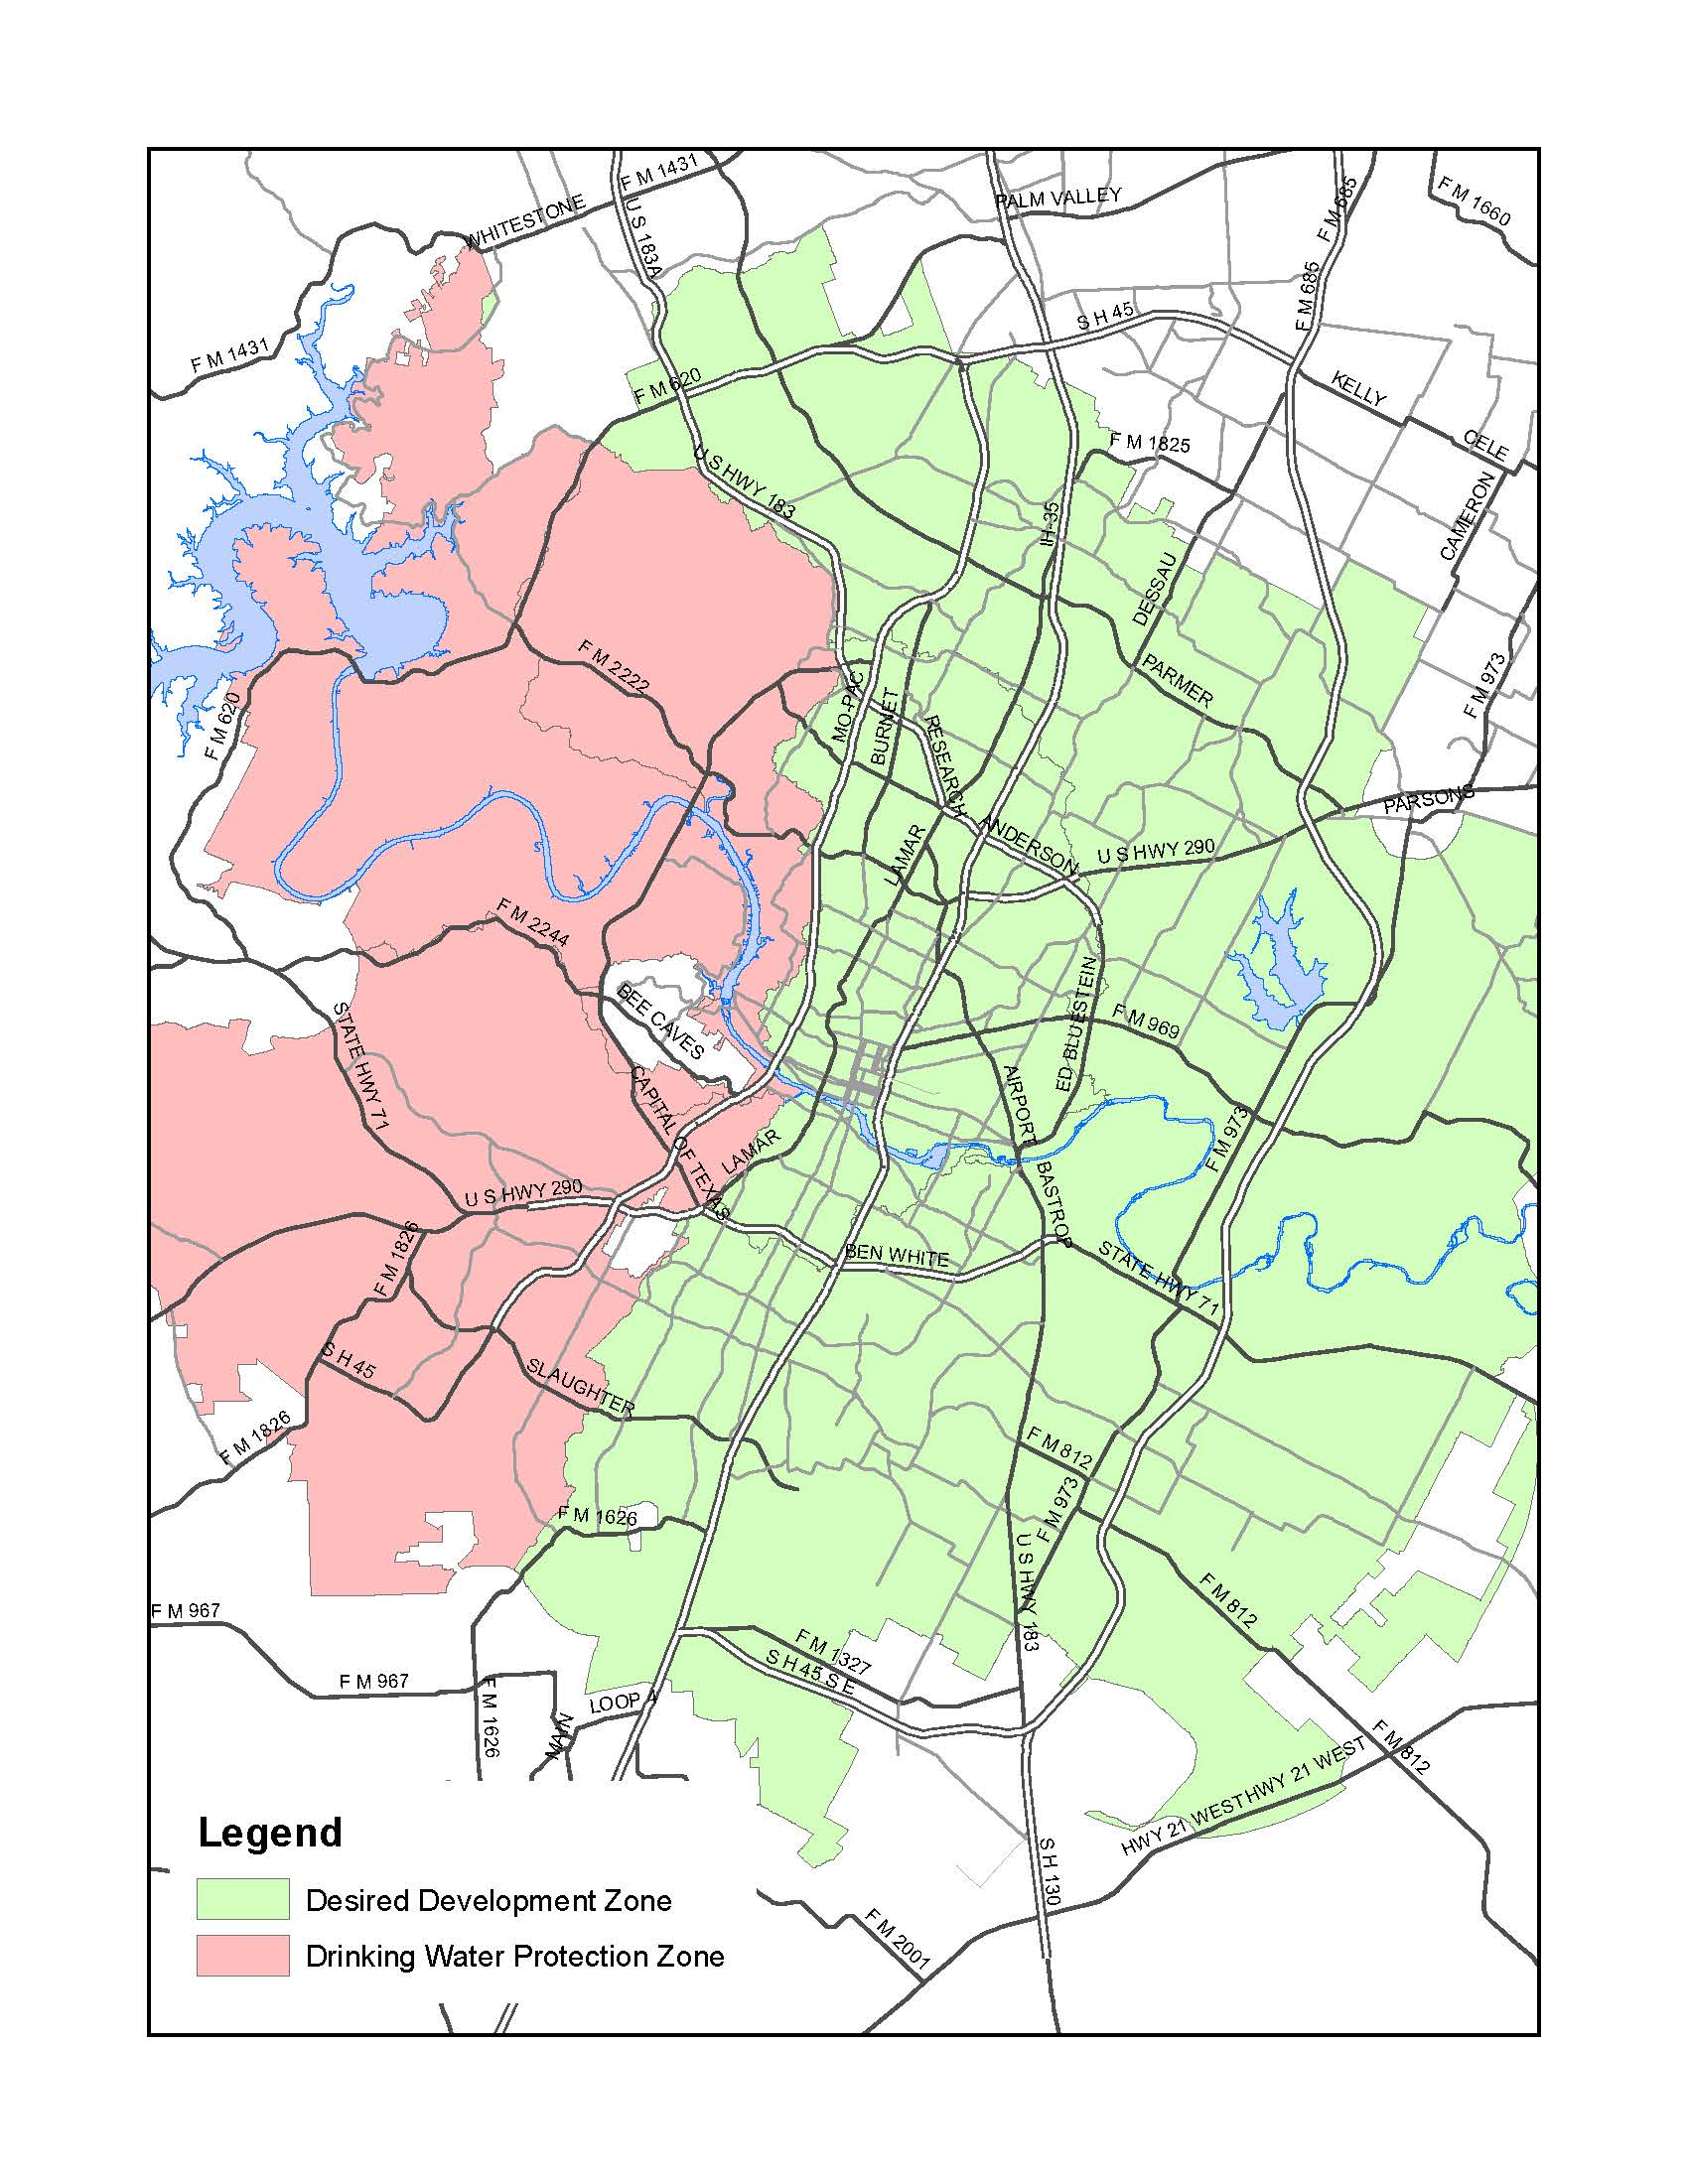 F M 1431
PALM VALLEY
F M 685
F M 1660
WHITESTONE
U S 183A
F M 685
S H 45
F M 1431
F M 620
KELLY
CELE
F M 1825
U S HWY 183
CAMERON
IH-35
DESSAU
F M 2222
PARMER
F M 973
F M 620
MO-PAC
BURNET
RESEARCH
PARSONS
ANDERSON
LAMAR
U S HWY 290
F M 2244
ED BLUESTEIN
BEE CAVES
F M 969
STATE HWY 71
CAPITAL OF TEXAS
AIRPORT
F M 973
LAMAR
BASTROP
U S HWY 290
F M 1826
BEN WHITE
STATE HWY 71
S H 45
SLAUGHTER
F M 1826
F M 812
F M 973
F M 1626
U S HWY 183
F M 967
F M 812
F M 1327
S H 45 S E
F M 967
F M 1626
LOOP 4
MAIN
F M 812
HWY 21 WEST
HWY 21 WEST
S H 130
F M 2001
Legend
Desired Development Zone
Drinking Water Protection Zone